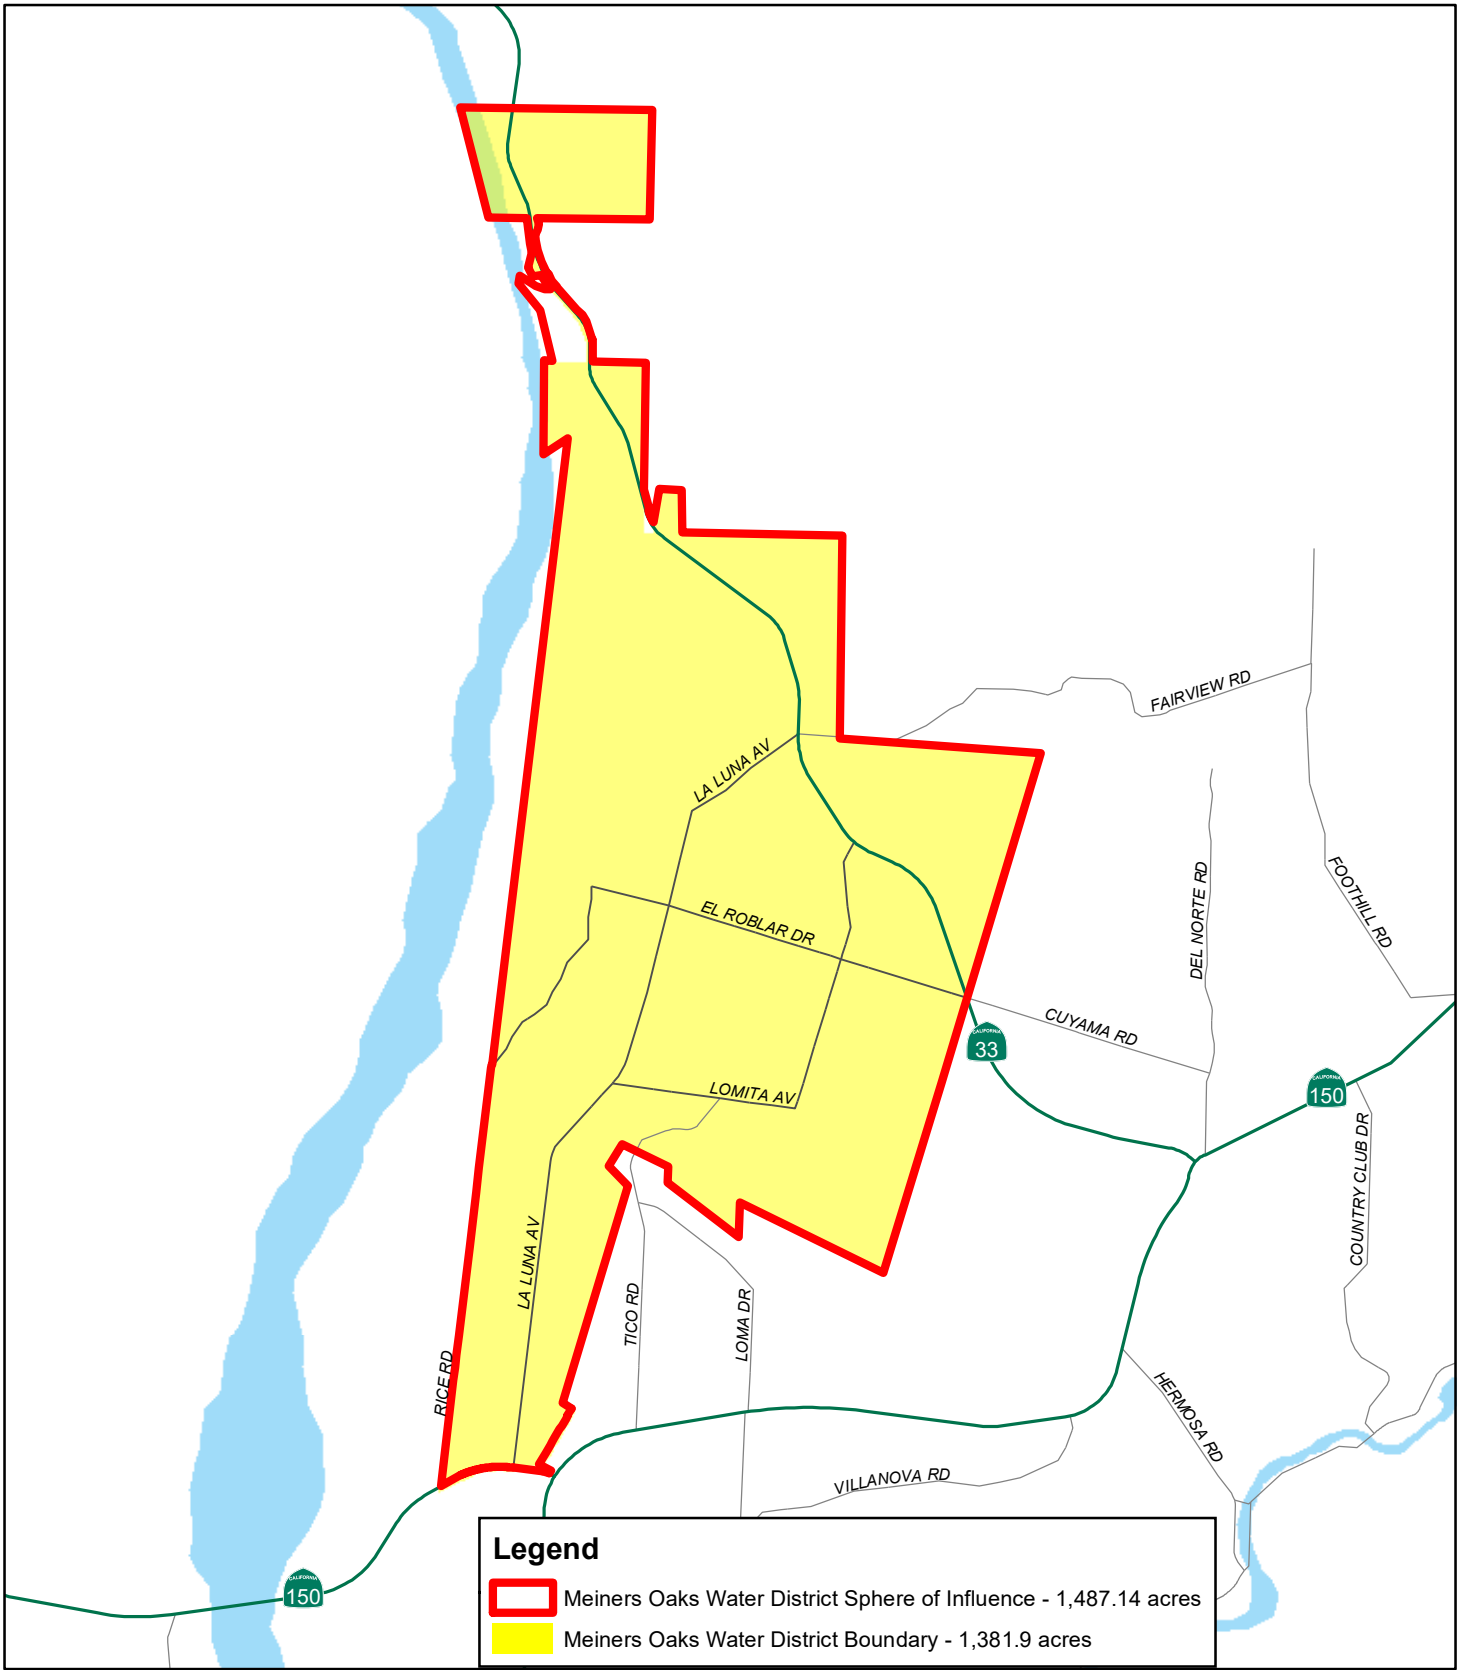 FAIRVIEW RD
LA LUNA AV
FOOTHILL RD
DEL NORTE RD
EL ROBLAR DR
CUYAMA RD
CALIFORNIA
33
CALIFORNIA
150
LOMITA AV
COUNTRY CLUB DR
LA LUNA AV
TICO RD
LOMA DR
RICE RD
HERMOSA RD
VILLANOVA RD
CALIFORNIA
150
Legend
Meiners Oaks Water District Sphere of Influence - 1,487.14 acres
Meiners Oaks Water District Boundary - 1,381.9 acres